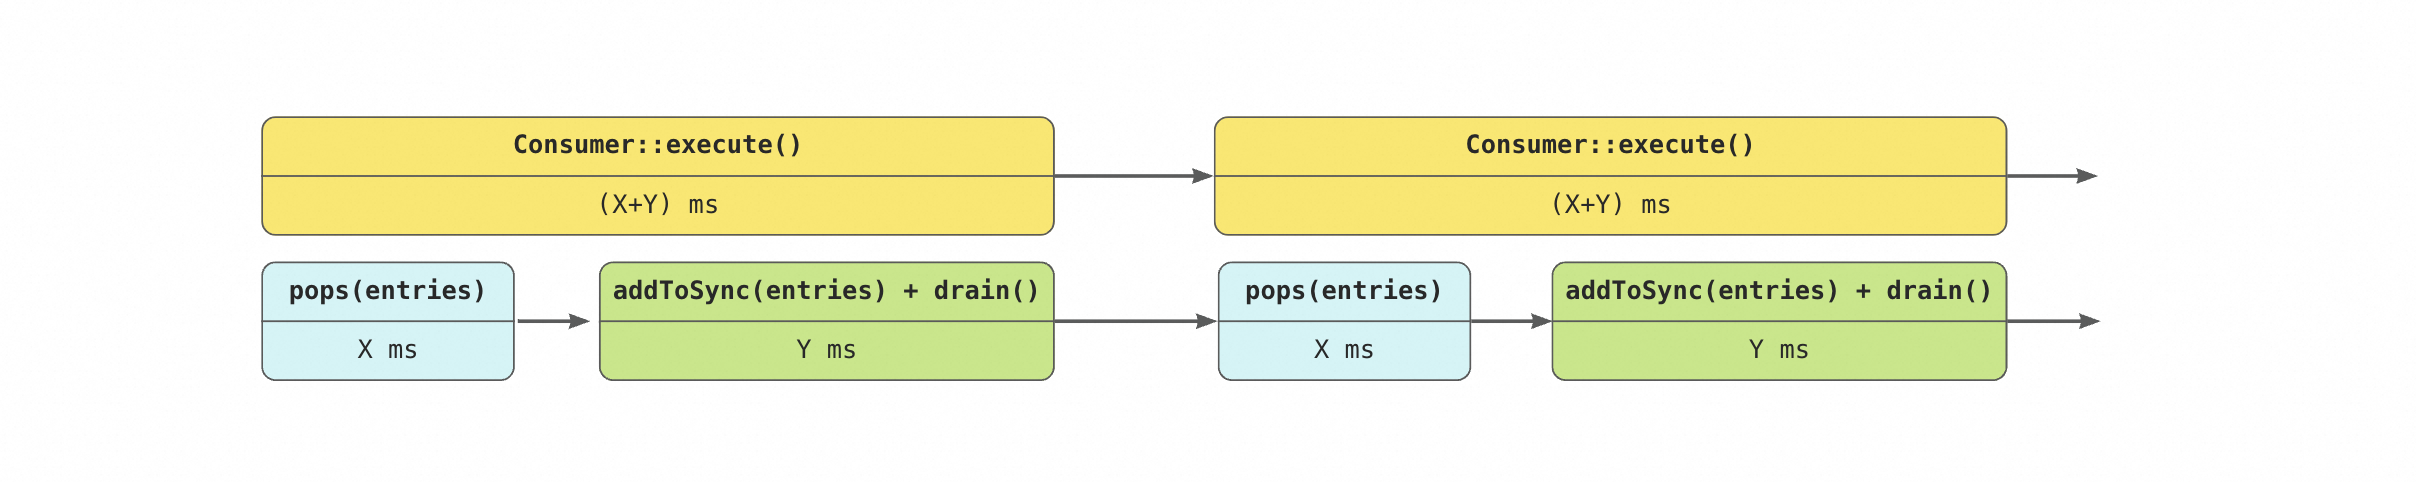 Consumer::execute()
(X+Y) ms
Consumer::execute()
(X+Y) ms
pops(entries)
X ms
addToSync(entries) + drain()
Y ms
pops(entries)
X ms
addToSync(entries) + drain()
Y ms